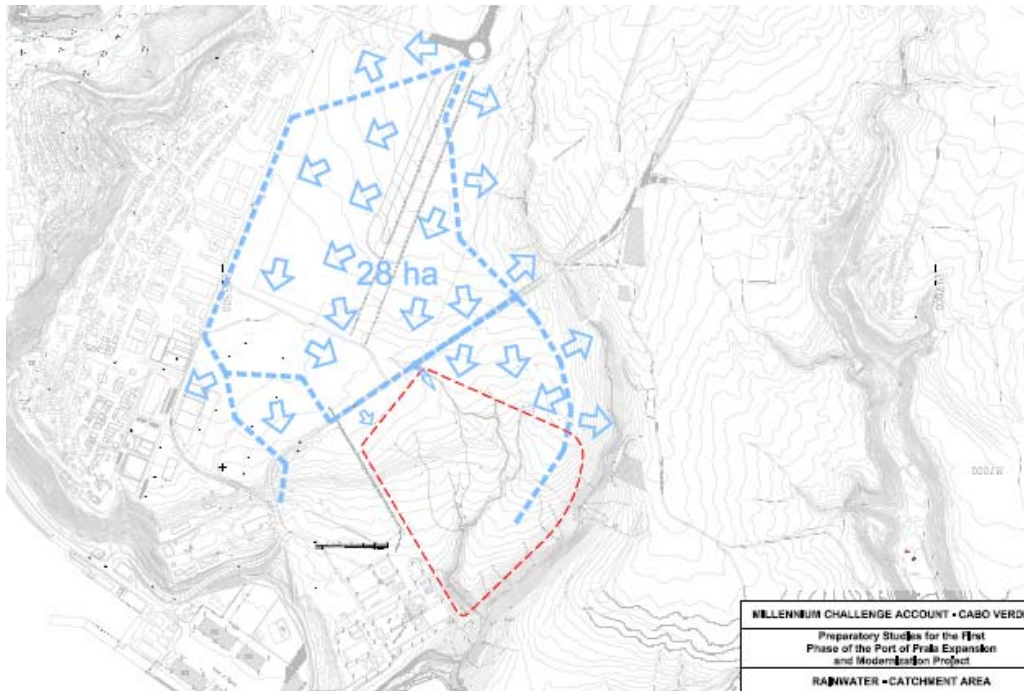 28 ha
MILLENNIUM CHALLENGE ACCOUNT - CABO VERD
Preparatory Studies for the First
Phase of the Port of Praia Expansion
and Modernization Project
RAINWATER - CATCHMENT AREA